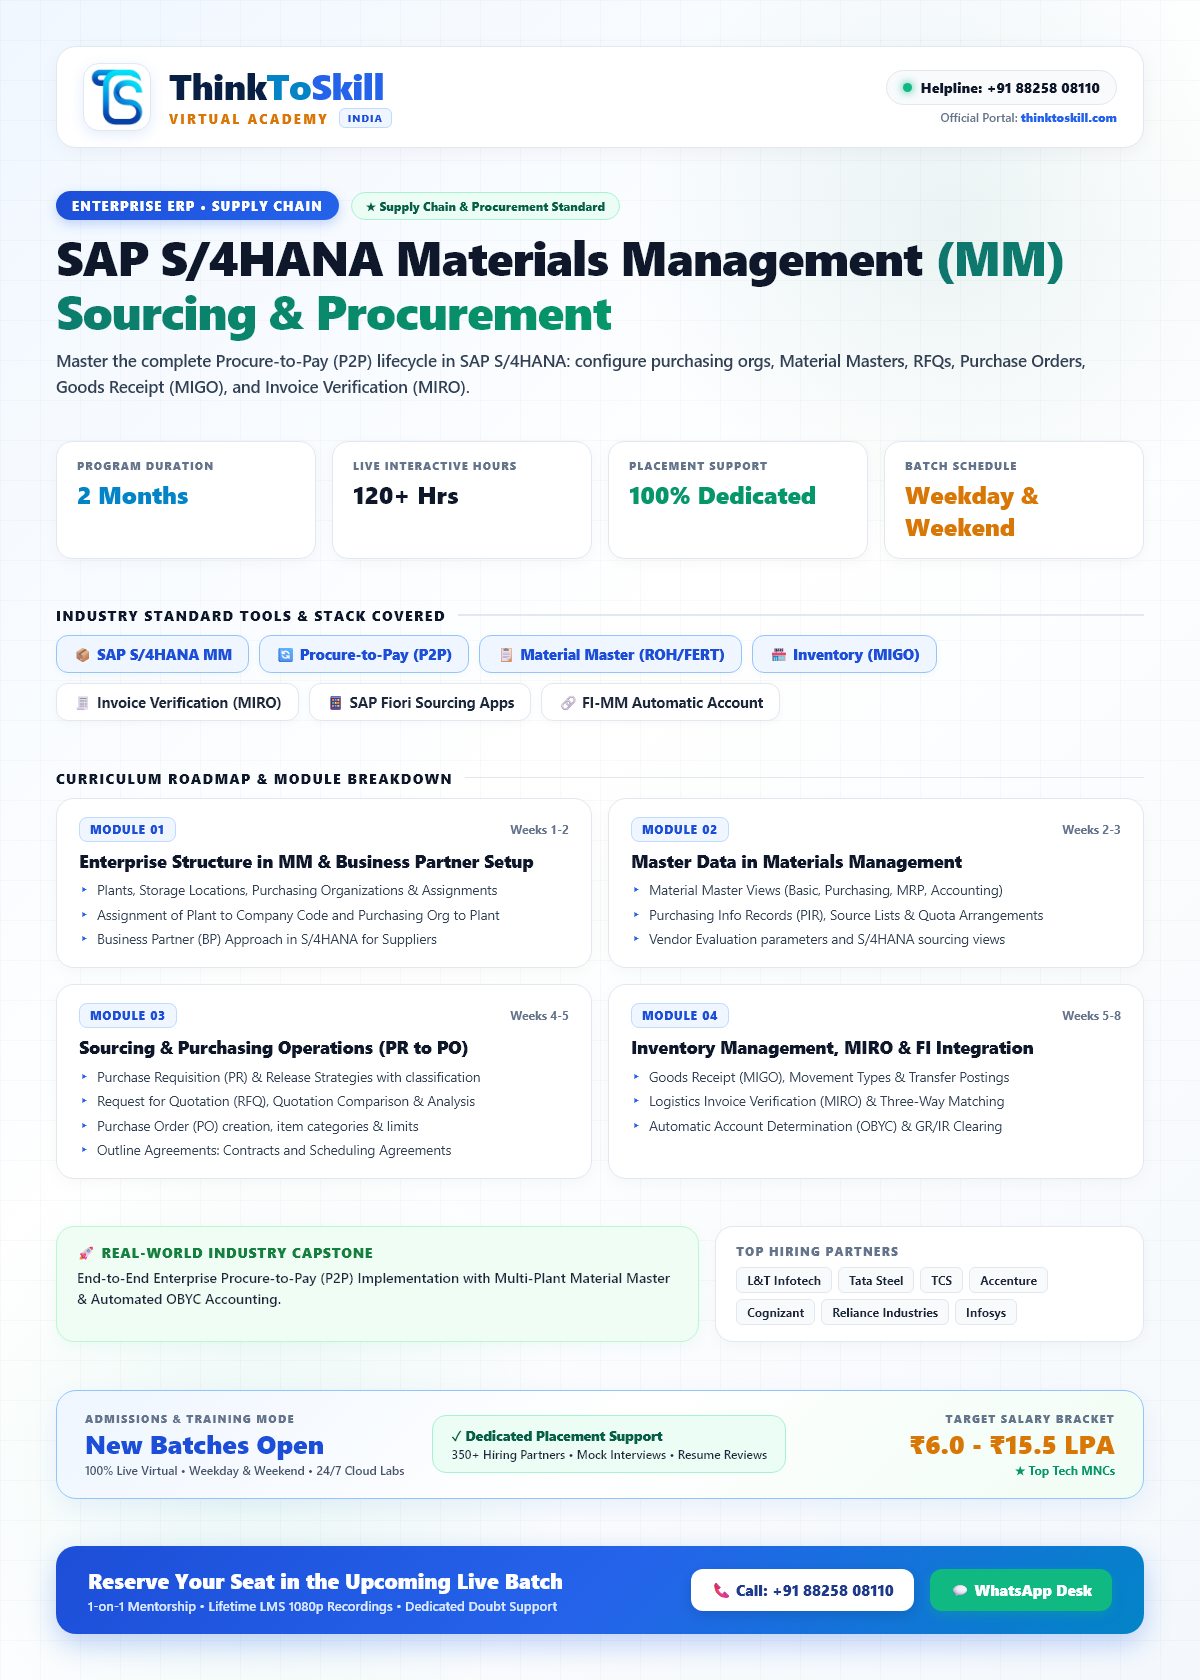 ThinkToSkill
VIRTUAL ACADEMY INDIA
Helpline: +91 88258 08110
Official Portal: thinktoskill.com
ENTERPRISE ERP • SUPPLY CHAIN
★ Supply Chain & Procurement Standard
SAP S/4HANA Materials Management (MM)
Sourcing & Procurement
Master the complete Procure-to-Pay (P2P) lifecycle in SAP S/4HANA: configure purchasing orgs, Material Masters, RFQs, Purchase Orders,
Goods Receipt (MIGO), and Invoice Verification (MIRO).
PROGRAM DURATION
2 Months
LIVE INTERACTIVE HOURS
120+ Hrs
PLACEMENT SUPPORT
100% Dedicated
BATCH SCHEDULE
Weekday &
Weekend
INDUSTRY STANDARD TOOLS & STACK COVERED
SAP S/4HANA MM
Procure-to-Pay (P2P)
Material Master (ROH/FERT)
Inventory (MIGO)
Invoice Verification (MIRO)
SAP Fiori Sourcing Apps
FI-MM Automatic Account
CURRICULUM ROADMAP & MODULE BREAKDOWN
MODULE 01 Weeks 1-2
Enterprise Structure in MM & Business Partner Setup
Plants, Storage Locations, Purchasing Organizations & Assignments
Assignment of Plant to Company Code and Purchasing Org to Plant
Business Partner (BP) Approach in S/4HANA for Suppliers
MODULE 02 Weeks 2-3
Master Data in Materials Management
Material Master Views (Basic, Purchasing, MRP, Accounting)
Purchasing Info Records (PIR), Source Lists & Quota Arrangements
Vendor Evaluation parameters and S/4HANA sourcing views
MODULE 03 Weeks 4-5
Sourcing & Purchasing Operations (PR to PO)
Purchase Requisition (PR) & Release Strategies with classification
Request for Quotation (RFQ), Quotation Comparison & Analysis
Purchase Order (PO) creation, item categories & limits
Outline Agreements: Contracts and Scheduling Agreements
MODULE 04 Weeks 5-8
Inventory Management, MIRO & FI Integration
Goods Receipt (MIGO), Movement Types & Transfer Postings
Logistics Invoice Verification (MIRO) & Three-Way Matching
Automatic Account Determination (OBYC) & GR/IR Clearing
REAL-WORLD INDUSTRY CAPSTONE
End-to-End Enterprise Procure-to-Pay (P2P) Implementation with Multi-Plant Material Master
& Automated OBYC Accounting.
TOP HIRING PARTNERS
L&T Infotech Tata Steel TCS Accenture
Cognizant Reliance Industries Infosys
ADMISSIONS & TRAINING MODE
New Batches Open
100% Live Virtual • Weekday & Weekend • 24/7 Cloud Labs
✓ Dedicated Placement Support
350+ Hiring Partners • Mock Interviews • Resume Reviews
TARGET SALARY BRACKET
₹6.0 - ₹15.5 LPA
★ Top Tech MNCs
Reserve Your Seat in the Upcoming Live Batch
1-on-1 Mentorship • Lifetime LMS 1080p Recordings • Dedicated Doubt Support
Call: +91 88258 08110
WhatsApp Desk